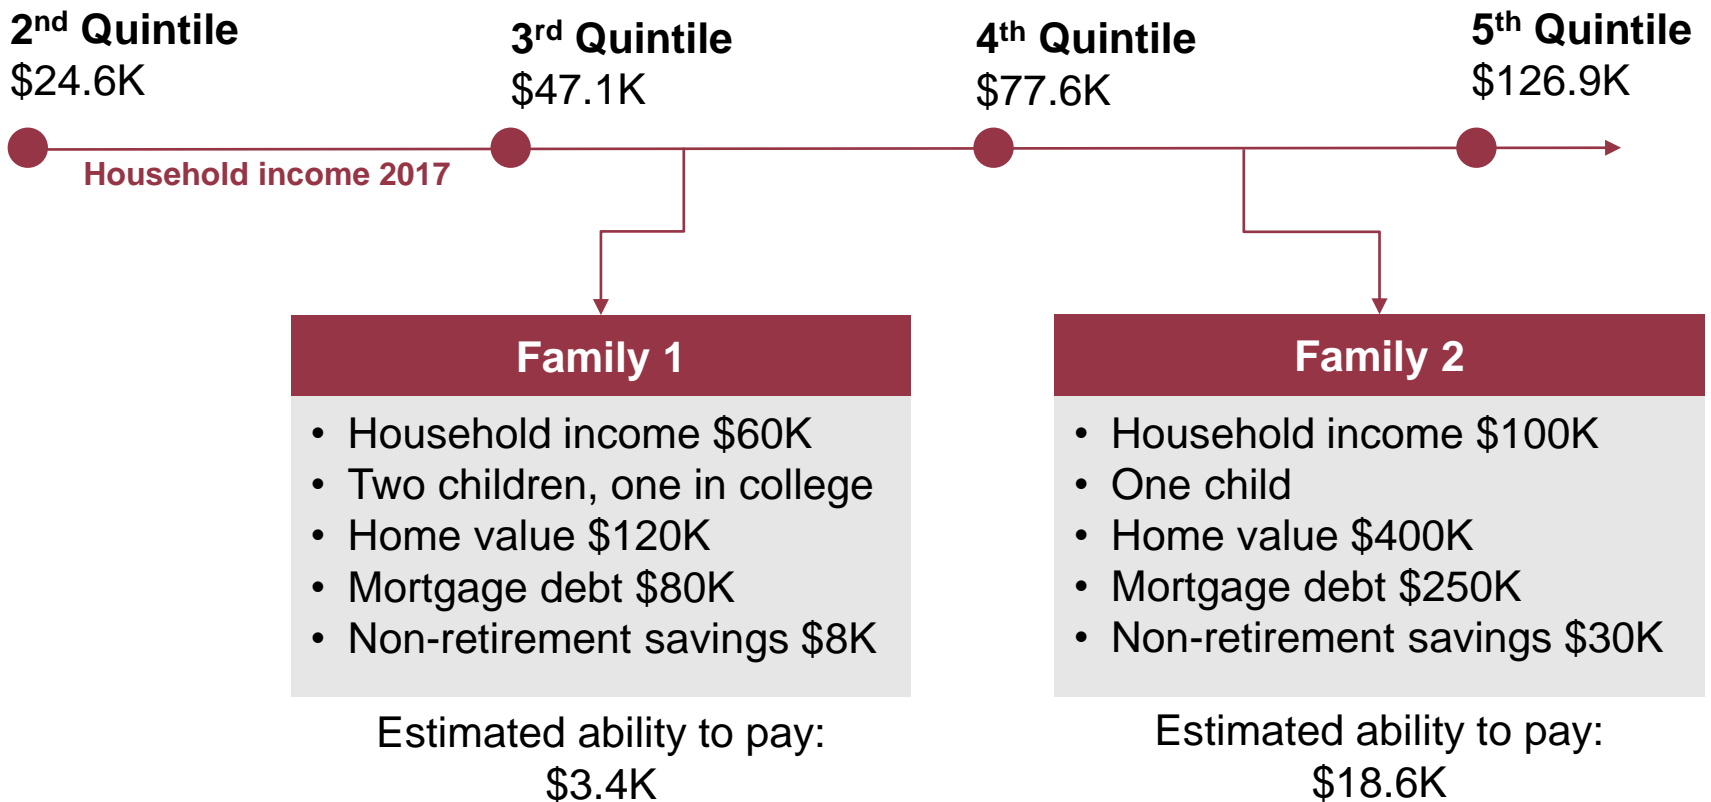 2nd Quintile
$24.6K
3rd Quintile
$47.1K
4th Quintile
$77.6K
5th Quintile
$126.9K
Household income 2017
Family 1
• Household income $60K
• Two children, one in college
• Home value $120K
• Mortgage debt $80K
• Non-retirement savings $8K
Estimated ability to pay:
$3.4K
Family 2
• Household income $100K
• One child
• Home value $400K
• Mortgage debt $250K
• Non-retirement savings $30K
Estimated ability to pay:
$18.6K